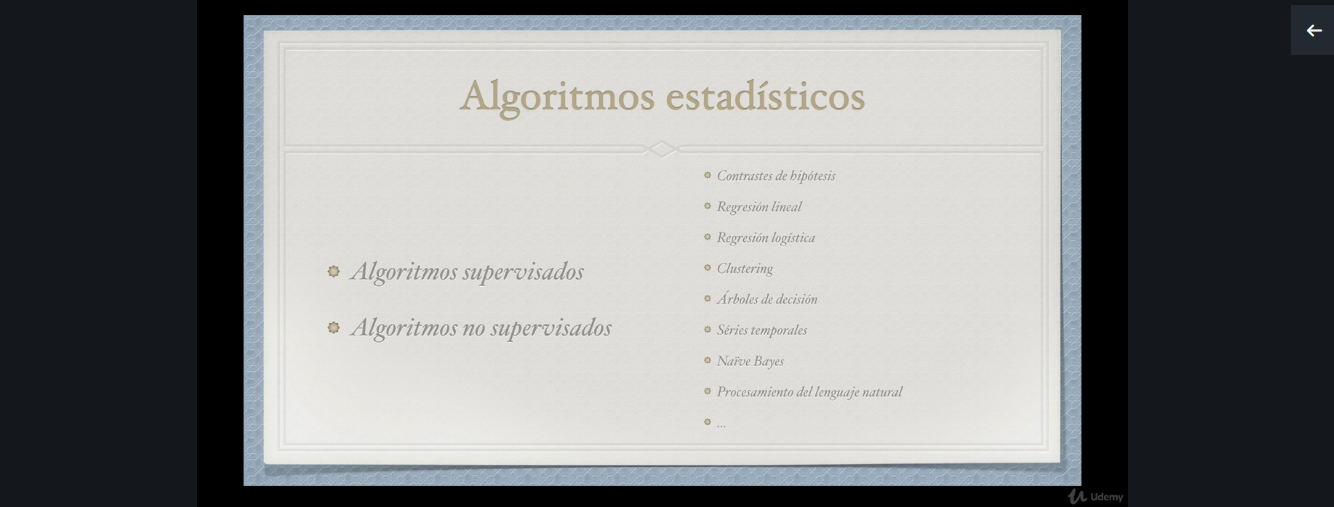 Algoritmos estadísticos
Algoritmos supervisados
Algoritmos no supervisados
Contrastes de hipótesis
Regresión lineal
Regresión logística
Clustering
Árboles de decisión
Séries temporales
Naïve Bayes
Procesamiento del lenguaje natural
...
Udemy